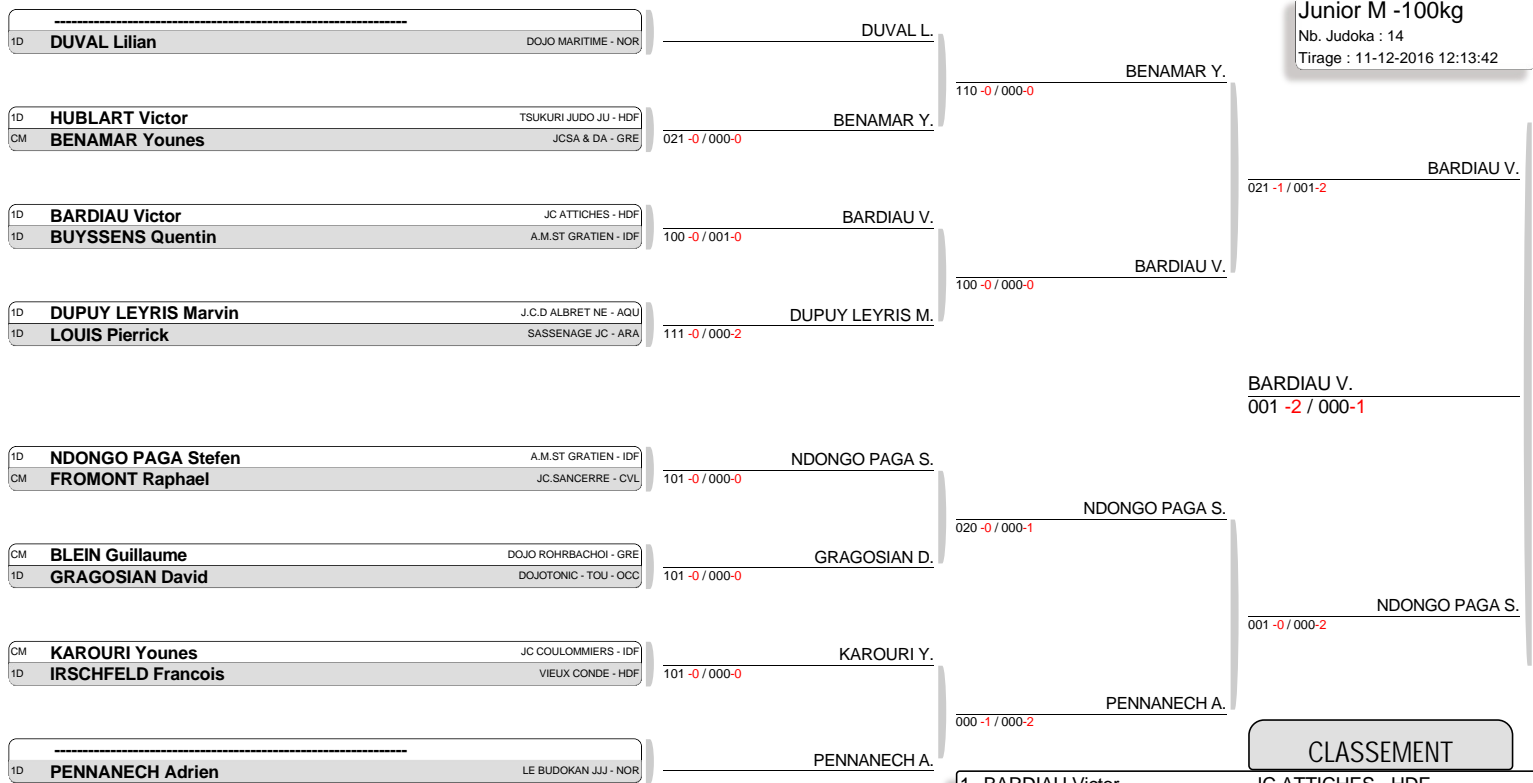 Junior M -100kg
Nb. Judoka : 14
Tirage : 11-12-2016 12:13:42
----------------------------------------------------------------
1D DUVAL Lilian DOJO MARITIME - NOR
DUVAL L.
BENAMAR Y.
110 -0 / 000-0
1D HUBLART Victor TSUKURI JUDO JU - HDF
CM BENAMAR Younes JCSA & DA - GRE
BENAMAR Y.
021 -0 / 000-0
BARDIAU V.
021 -1 / 001-2
1D BARDIAU Victor JC ATTICHES - HDF
1D BUYSSENS Quentin A.M.ST GRATIEN - IDF
BARDIAU V.
100 -0 / 001-0
BARDIAU V.
100 -0 / 000-0
1D DUPUY LEYRIS Marvin J.C.D ALBRET NE - AQU
1D LOUIS Pierrick SASSENAGE JC - ARA
DUPUY LEYRIS M.
111 -0 / 000-2
BARDIAU V.
001 -2 / 000-1
1D NDONGO PAGA Stefen A.M.ST GRATIEN - IDF
CM FROMONT Raphael JC.SANCERRE - CVL
NDONGO PAGA S.
101 -0 / 000-0
NDONGO PAGA S.
020 -0 / 000-1
CM BLEIN Guillaume DOJO ROHRBACHOI - GRE
1D GRAGOSIAN David DOJOTONIC - TOU - OCC
GRAGOSIAN D.
101 -0 / 000-0
NDONGO PAGA S.
001 -0 / 000-2
CM KAROURI Younes JC COULOMMIERS - IDF
1D IRSCHFELD Francois VIEUX CONDE - HDF
KAROURI Y.
101 -0 / 000-0
PENNANECH A.
000 -1 / 000-2
----------------------------------------------------------------
1D PENNANECH Adrien LE BUDOKAN JJJ - NOR
PENNANECH A.
CLASSEMENT
1 BARDIAU Victor JC ATTICHES - HDF